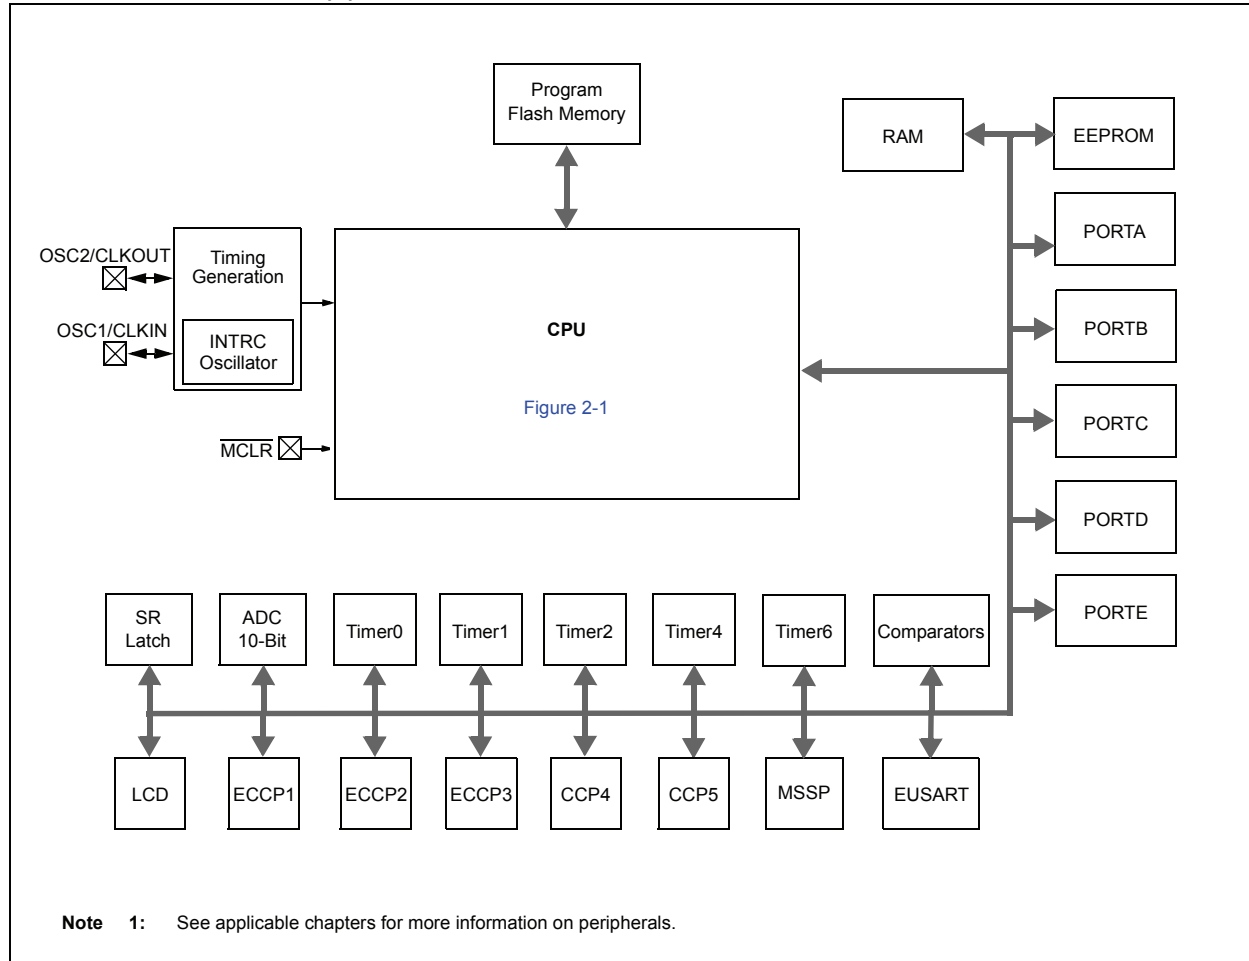 Program
Flash Memory
RAM
EEPROM
PORTA
OSC2/CLKOUT
Timing
Generation
OSC1/CLKIN
INTRC
Oscillator
CPU
PORTB
Figure 2-1
PORTC
MCLR
PORTD
SR
Latch
ADC
10-Bit
Timer0
Timer1
Timer2
Timer4
Timer6
Comparators
PORTE
LCD
ECCP1
ECCP2
ECCP3
CCP4
CCP5
MSSP
EUSART
Note 1: See applicable chapters for more information on peripherals.